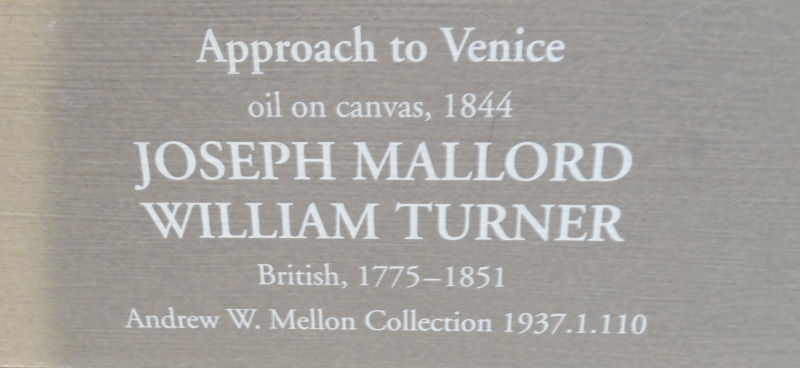 Approach to Venice
oil on canvas, 1844
JOSEPH MALLORD
WILLIAM TURNER
British, 1775–1851
Andrew W. Mellon Collection 1937.1.110